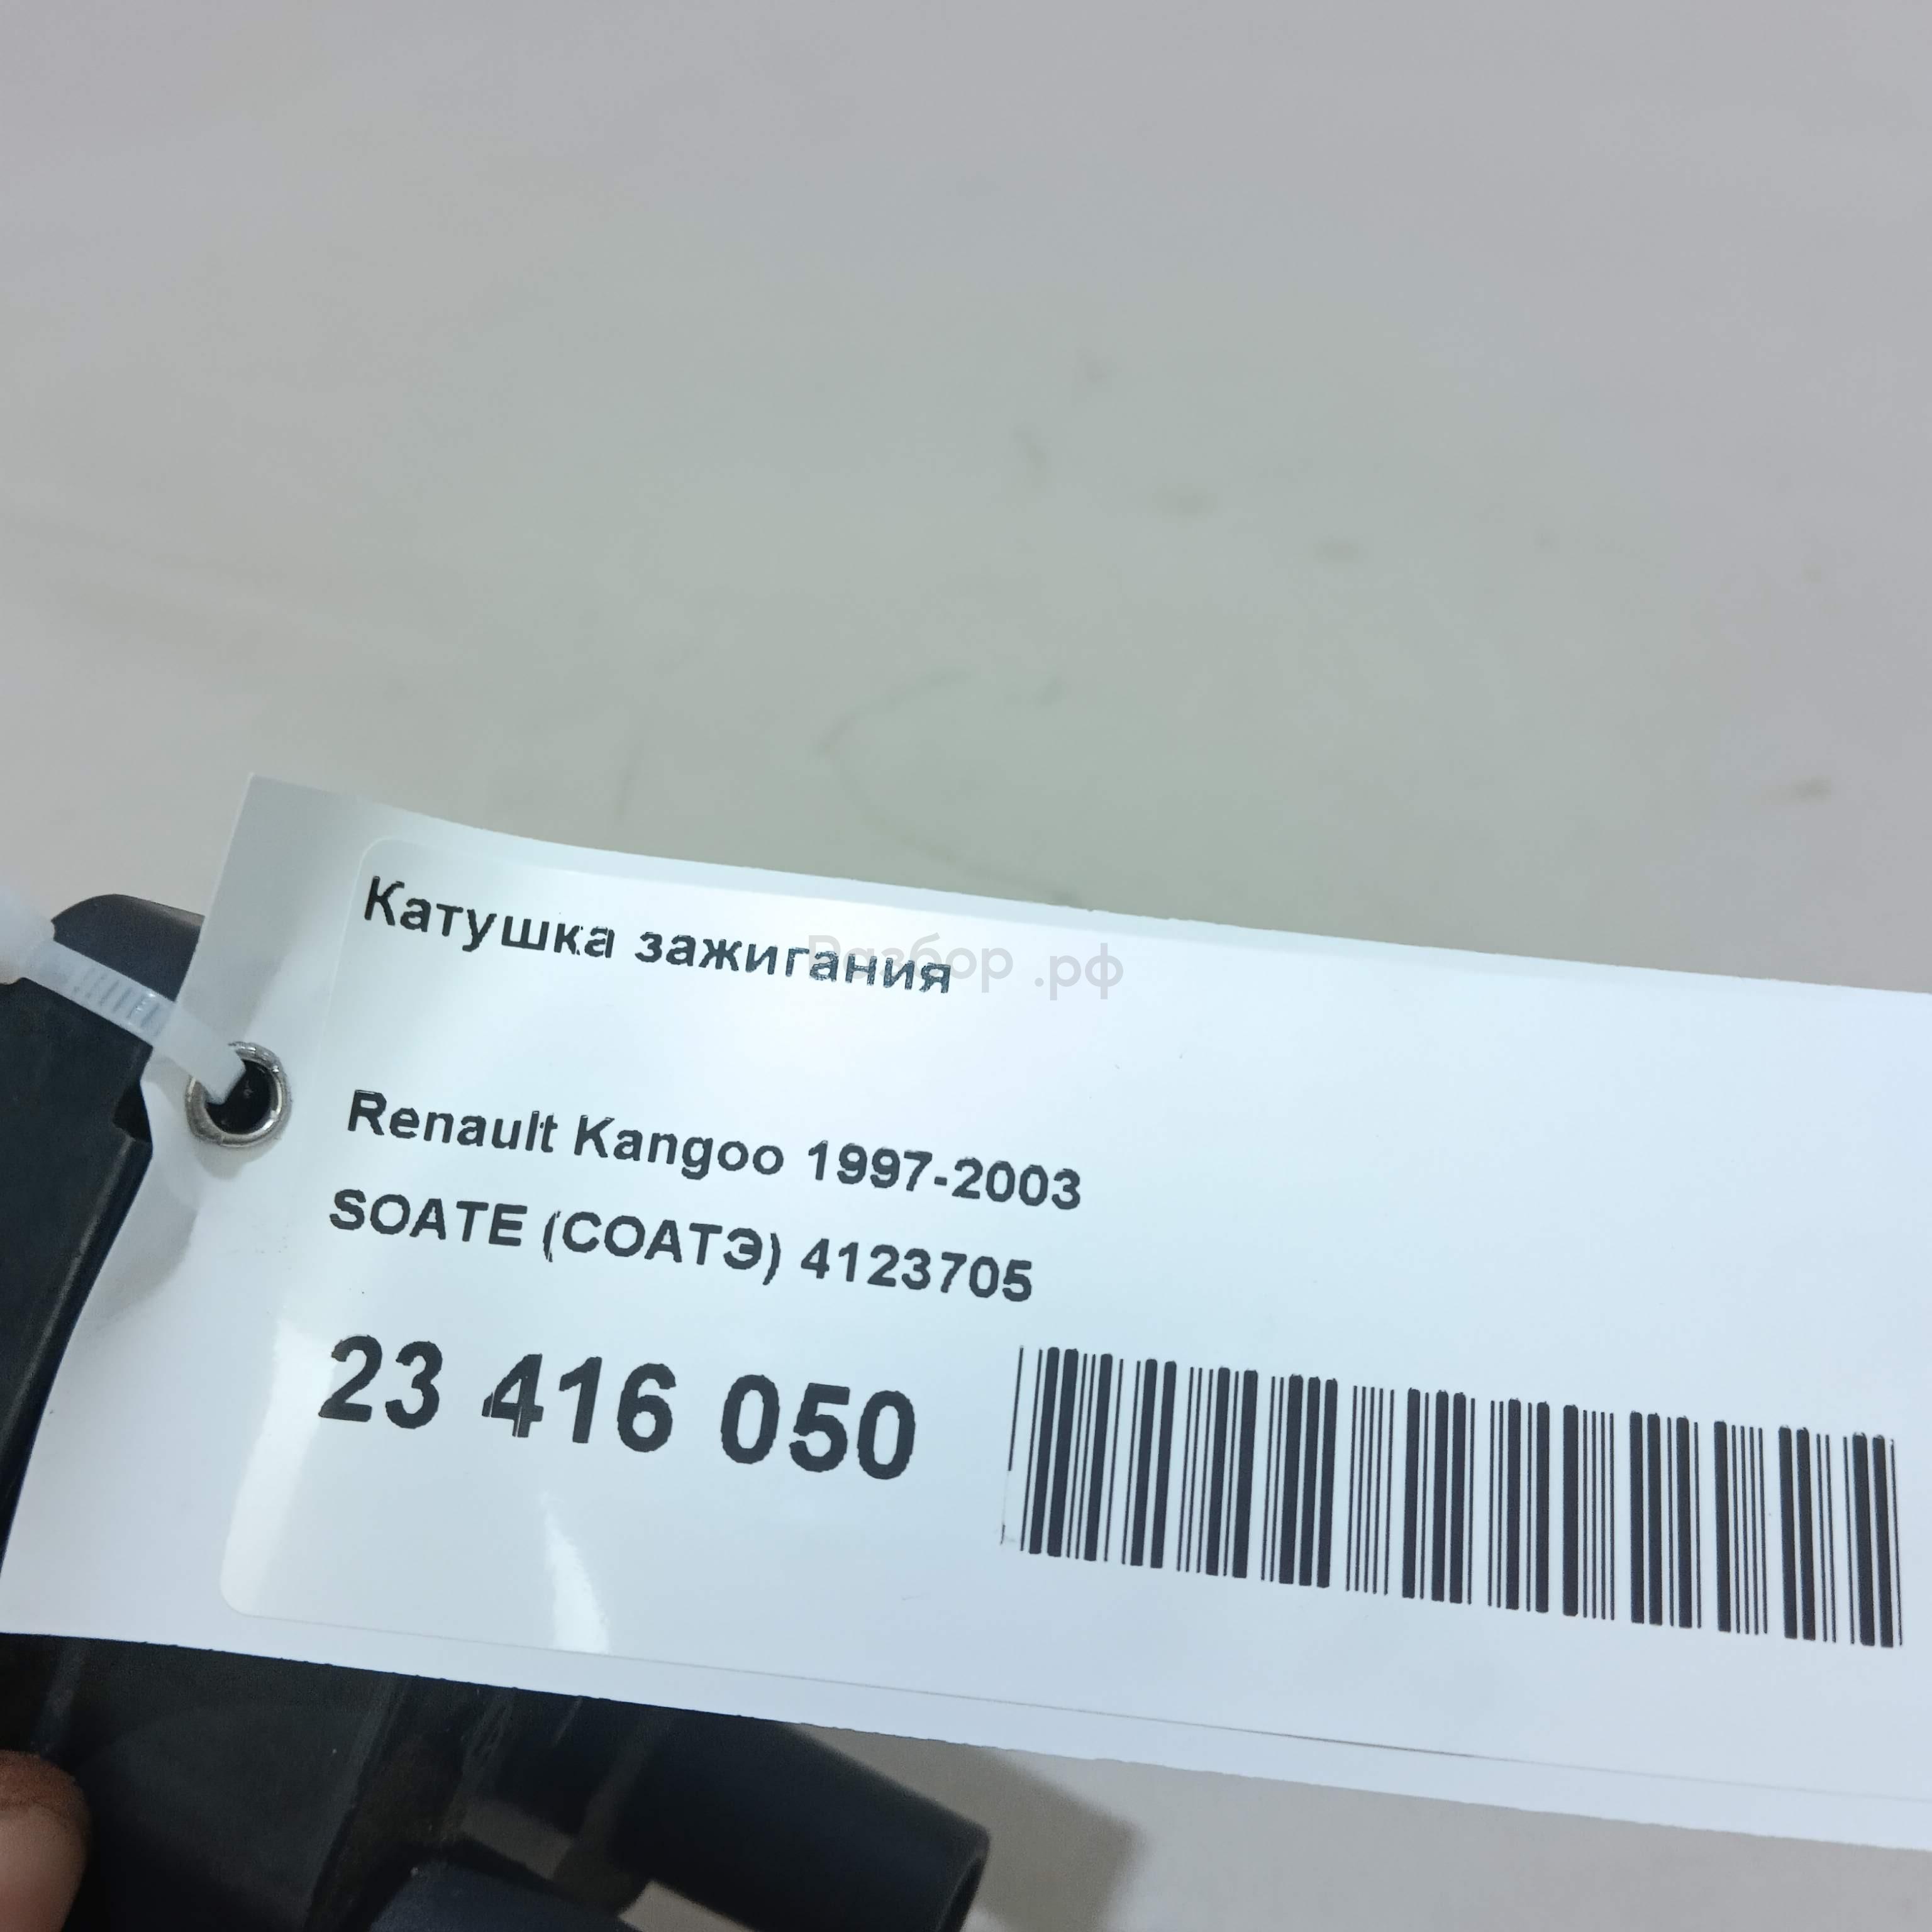 Катушка зажигания
Разбор .рф
Renault Kangoo 1997-2003
SOATE (СОАТЭ) 4123705
23 416 050